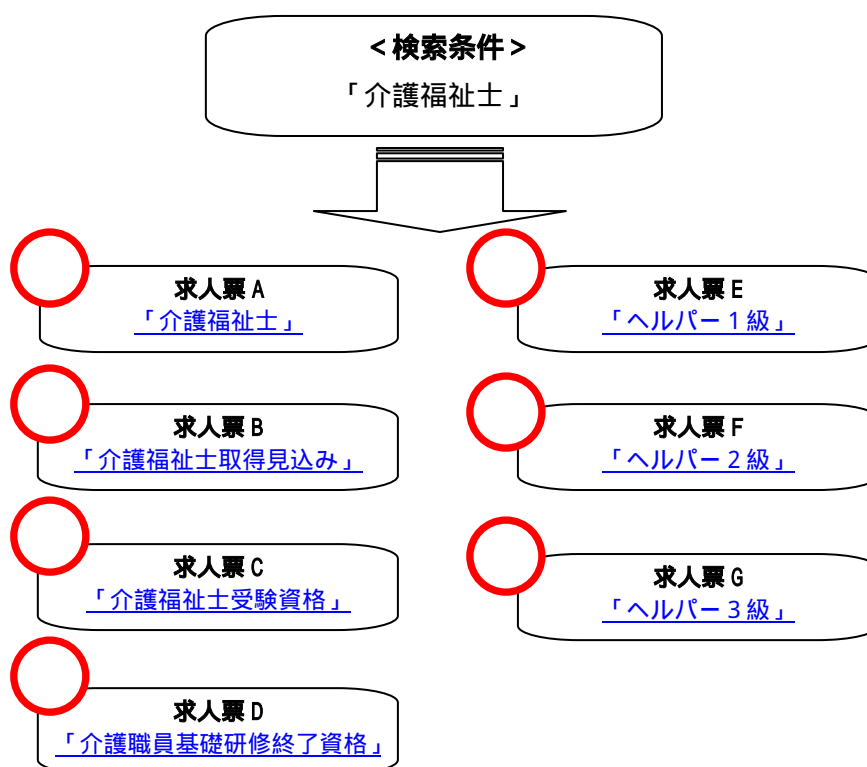 <検索条件>
「介護福祉士」
求人票A
「介護福祉士」
求人票B
「介護福祉士取得見込み」
求人票C
「介護福祉士受験資格」
求人票D
「介護職員基礎研修終了資格」
求人票E
「ヘルパー1級」
求人票F
「ヘルパー2級」
求人票G
「ヘルパー3級」